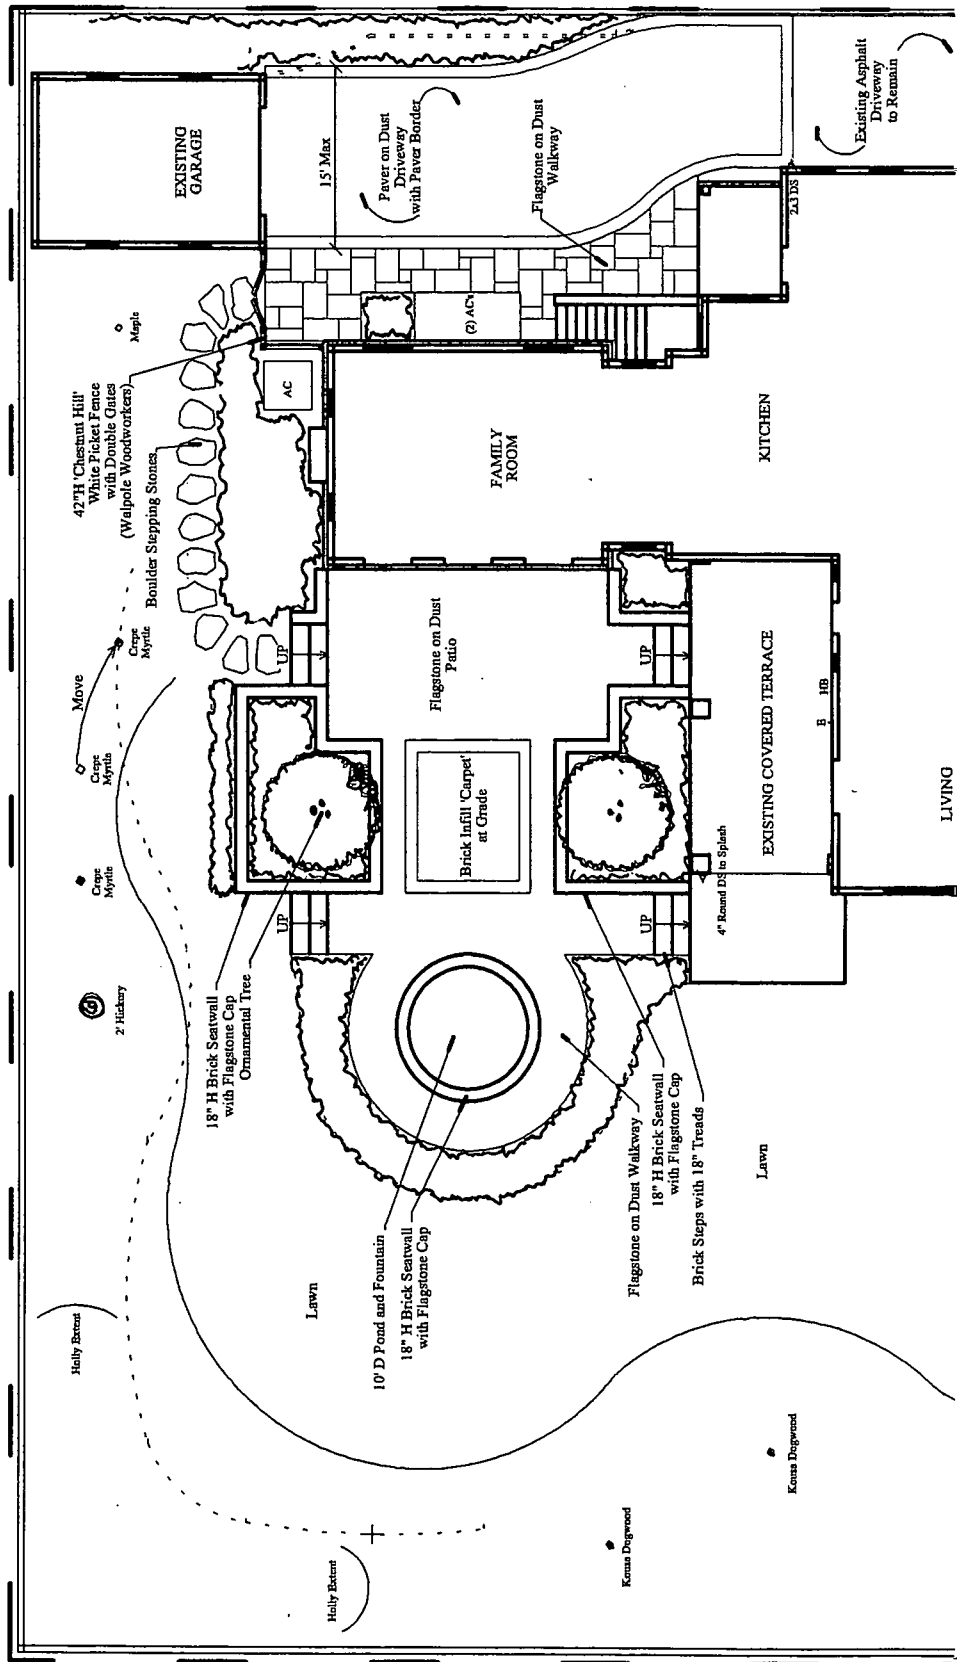 EXISTING
GARAGE
15' Max
Paver on Dust
Driveway
with Paver Border
Flagstone on Dust
Walkway
Existing Asphalt
Driveway
to Remain
2x3 DS
(2) AC's
AC
Maple
42"H 'Chestnut Hill'
White Picket Fence
with Double Gates
(Walpole Woodworkers)
Boulder Stepping Stones
FAMILY
ROOM
KITCHEN
Crepe
Myrtle
Move
Crepe
Myrtle
Crepe
Myrtle
2' Hickory
UP
UP
Flagstone on Dust
Patio
Brick Infill 'Carpet'
at Grade
UP
UP
EXISTING COVERED TERRACE
HB
E
LIVING
4" Round DS to Splash
18" H Brick Seatwall
with Flagstone Cap
Ornamental Tree
Flagstone on Dust Walkway
18" H Brick Seatwall
with Flagstone Cap
Brick Steps with 18" Treads
Lawn
Lawn
10' D Pond and Fountain
18" H Brick Seatwall
with Flagstone Cap
Holly Extent
Holly Extent
Kousa Dogwood
Kousa Dogwood